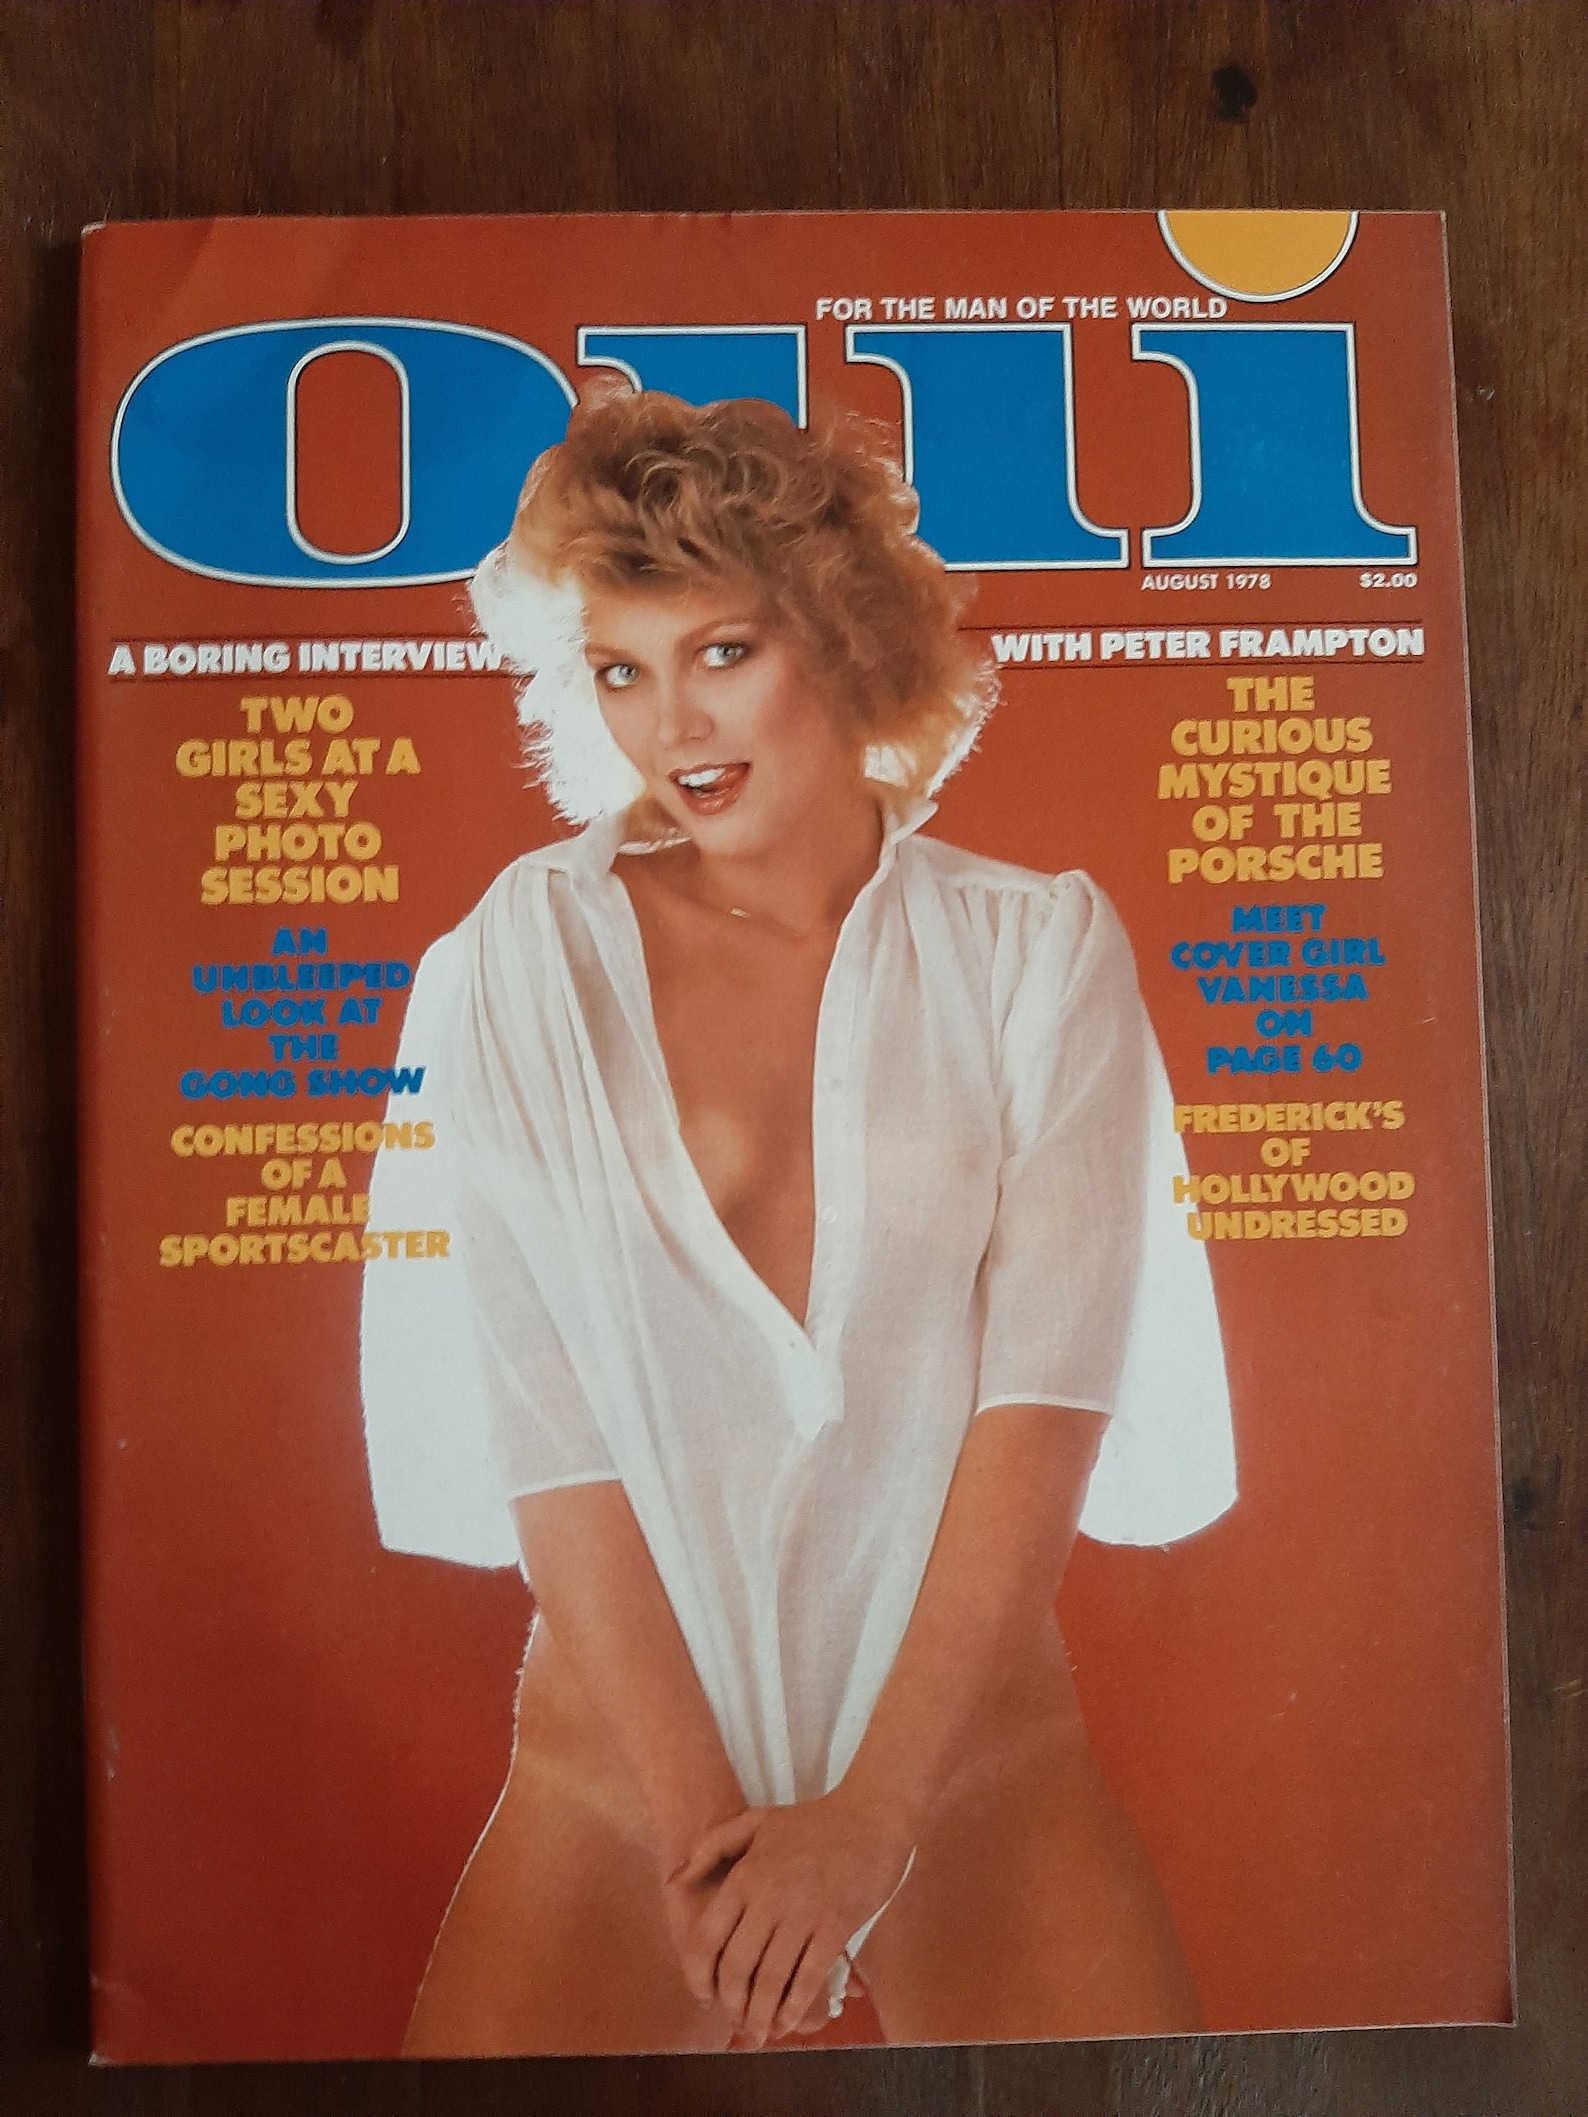 FOR THE MAN OF THE WORLD
oui
AUGUST 1978 $2.00
A BORING INTERVIEW WITH PETER FRAMPTON
TWO
GIRLS AT A
SEXY
PHOTO
SESSION
AN
UNBLEEPED
LOOK AT
THE
GONG SHOW
CONFESSIONS
OF A
FEMALE
SPORTSCASTER
THE
CURIOUS
MYSTIQUE
OF THE
PORSCHE
MEET
COVER GIRL
VANESSA
ON
PAGE 60
FREDERICK'S
OF
HOLLYWOOD
UNDRESSED